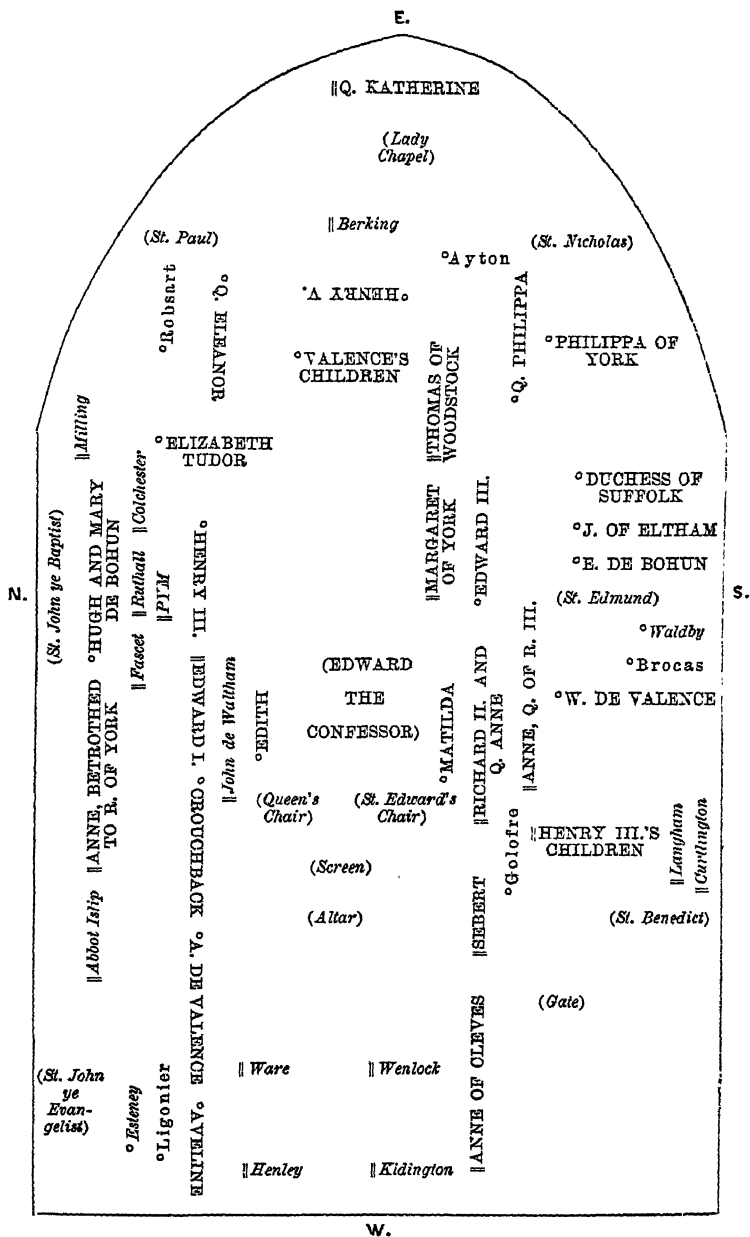 E.
||Q. KATHERINE
(Lady
Chapel)
||Berking
(St. Paul)
(St. Nicholas)
°Ayton
°Robsart
°Q. ELEANOR
°HENRY V.
°Q. PHILIPPA
°VALENCE'S
CHILDREN
||THOMAS OF
WOODSTOCK
°PHILIPPA OF
YORK
||Milling
°ELIZABETH
TUDOR
||Colchester
||MARGARET
OF YORK
°EDWARD III.
°DUCHESS OF
SUFFOLK
°J. OF ELTHAM
°E. DE BOHUN
(St. John ye Baptist)
°HUGH AND MARY
DE BOHUN
||Ruthall
||PYM
°HENRY III.
N.
S.
(St. Edmund)
||Fascet
°Waldby
°Brocas
°W. DE VALENCE
||EDWARD I.
||John de Waltham
°EDITH
(EDWARD
THE
CONFESSOR)
°MATILDA
||RICHARD II. AND
Q. ANNE
||ANNE, Q. OF R. III.
||ANNE, BETROTHED
TO R. OF YORK
°CROUCHBACK
(Queen's
Chair)
(St. Edward's
Chair)
°Golofre
||HENRY III.'S
CHILDREN
||Langham
||Curtlington
(Screen)
||Abbot Islip
(Altar)
||SEBERT
(St. Benedict)
°A. DE VALENCE
(Gate)
(St. John
ye
Evan-
gelist)
°Esteney
°Ligonier
°AVELINE
||Ware
||Wenlock
||ANNE OF CLEVES
||Henley
||Kidington
W.